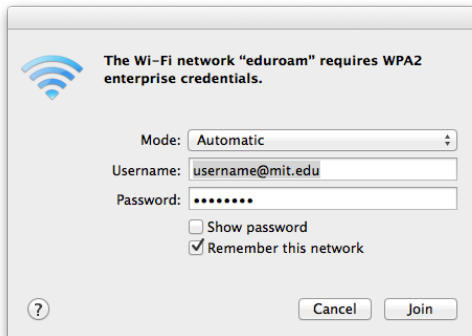 The Wi-Fi network “eduroam” requires WPA2
enterprise credentials.
Mode: Automatic
Username: username@mit.edu
Password: ••••••••
Show password
Remember this network
? Cancel Join